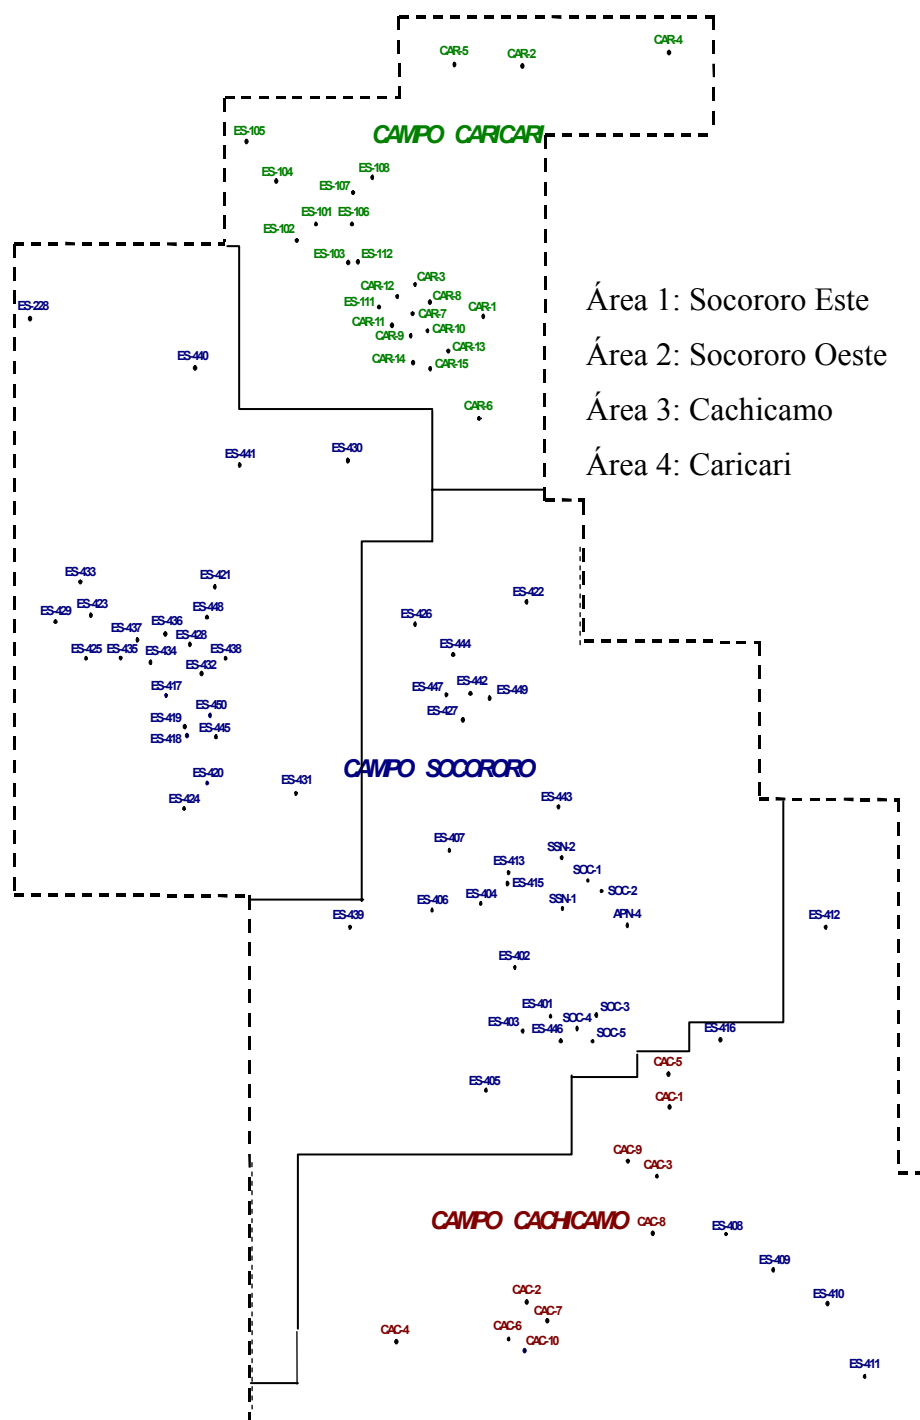 CAR-5
CAR-2
CAR-4
CAMPO CARICARI
ES-105
ES-104
ES-108
ES-107
ES-101
ES-106
ES-102
ES-103
ES-112
CAR-3
CAR-12
CAR-8
ES-111
CAR-7
CAR-1
CAR-11
CAR-10
CAR-9
CAR-13
CAR-14
CAR-15
CAR-6
Área 1: Socororo Este
Área 2: Socororo Oeste
Área 3: Cachicamo
Área 4: Caricari
ES-228
ES-440
ES-441
ES-430
ES-433
ES-421
ES-429
ES-423
ES-448
ES-437
ES-436
ES-428
ES-425
ES-435
ES-434
ES-438
ES-432
ES-417
ES-450
ES-419
ES-445
ES-418
ES-420
ES-424
ES-431
ES-422
ES-426
ES-444
ES-447
ES-442
ES-449
ES-427
CAMPO SOCORORO
ES-443
ES-407
SSN-2
ES-413
SOC-1
ES-415
SOC-2
ES-404
ES-406
SSN-1
APN-4
ES-439
ES-412
ES-402
ES-401
SOC-3
SOC-4
ES-403
ES-446
SOC-5
ES-416
ES-405
CAC-5
CAC-1
CAC-9
CAC-3
CAMPO CACHICAMO
CAC-8
ES-408
ES-409
CAC-2
ES-410
CAC-7
CAC-4
CAC-6
CAC-10
ES-411